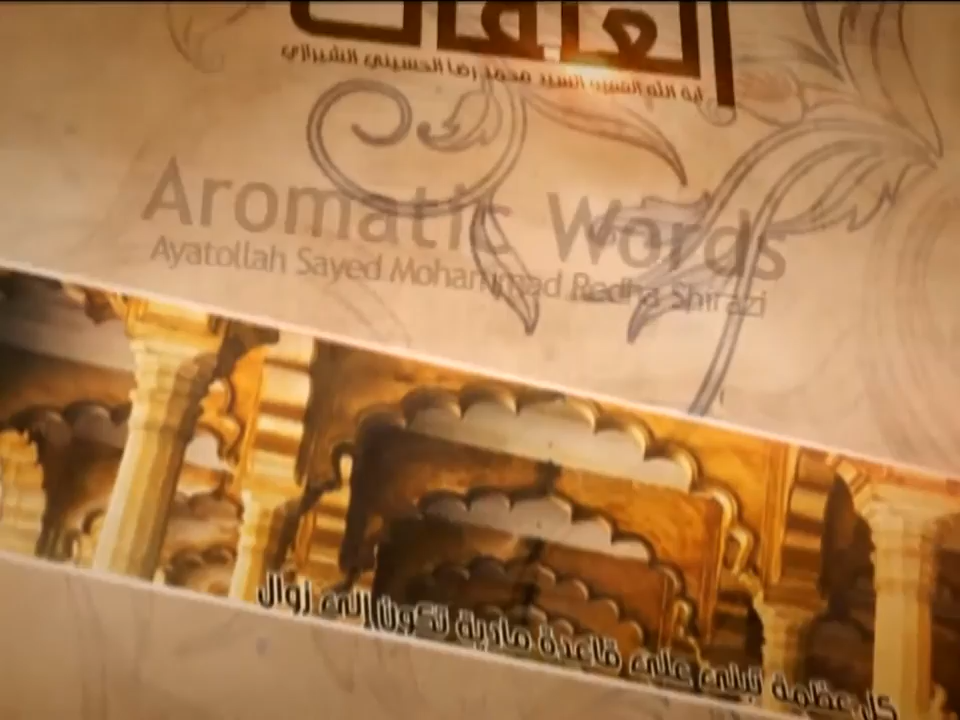 آية الله الفقيه السيد محمد رضا الحسيني الشيرازي
Aromatic Words
Ayatollah Sayed Mohammad Redha Shirazi
كل عظمة تبنى على قاعدة مادية تكون إلى زوال